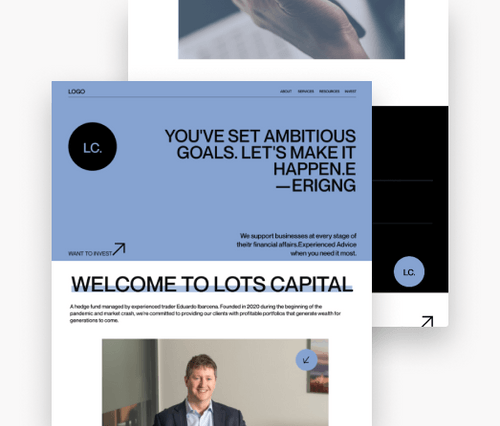 LOGO
ABOUT SERVICES RESOURCES INVEST
LC.
YOU'VE SET AMBITIOUS
GOALS. LET'S MAKE IT
HAPPEN.E
—ERIGNG
We support businesses at every stage of
theitr financial affairs.Experienced Advice
when you need it most.
WANT TO INVEST
WELCOME TO LOTS CAPITAL
A hedge fund managed by experienced trader Eduardo Ibarcena. Founded in 2020 during the beginning of the
pandemic and market crash, we're committed to providing our clients with profitable portfolios that generate wealth for
generations to come.
LC.